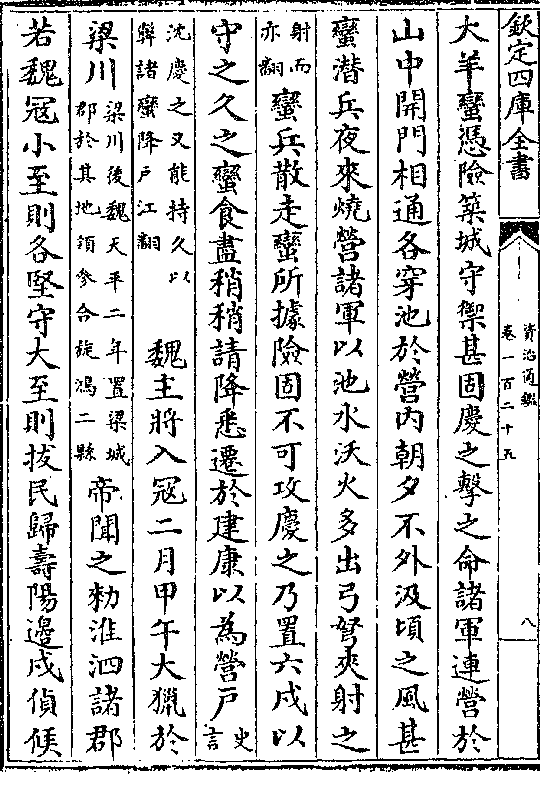 欽定四庫全書
資治通鑑
卷一百二十五
八
大羊蠻憑險築城守禦甚固慶之擊之命諸軍連營於
山中開門相通各穿池於營内朝夕不外汲頃之風甚
蠻潛兵夜來燒營諸軍以池水沃火多出弓弩夾射之
射而
亦翻
蠻兵散走蠻所據險固不可攻慶之乃置六戍以
守之久之蠻食盡稍稍請降悉遷於建康以為營戶
史
言
沈慶之又能持久以
弊諸蠻降戶江翻
魏主將入寇二月甲午大獵於
梁川
梁川後魏天平二年置梁城
郡於其地領參合旋鴻二縣
帝聞之勑淮泗諸郡
若魏寇小至則各堅守大至則拔民歸壽陽邊戍偵候